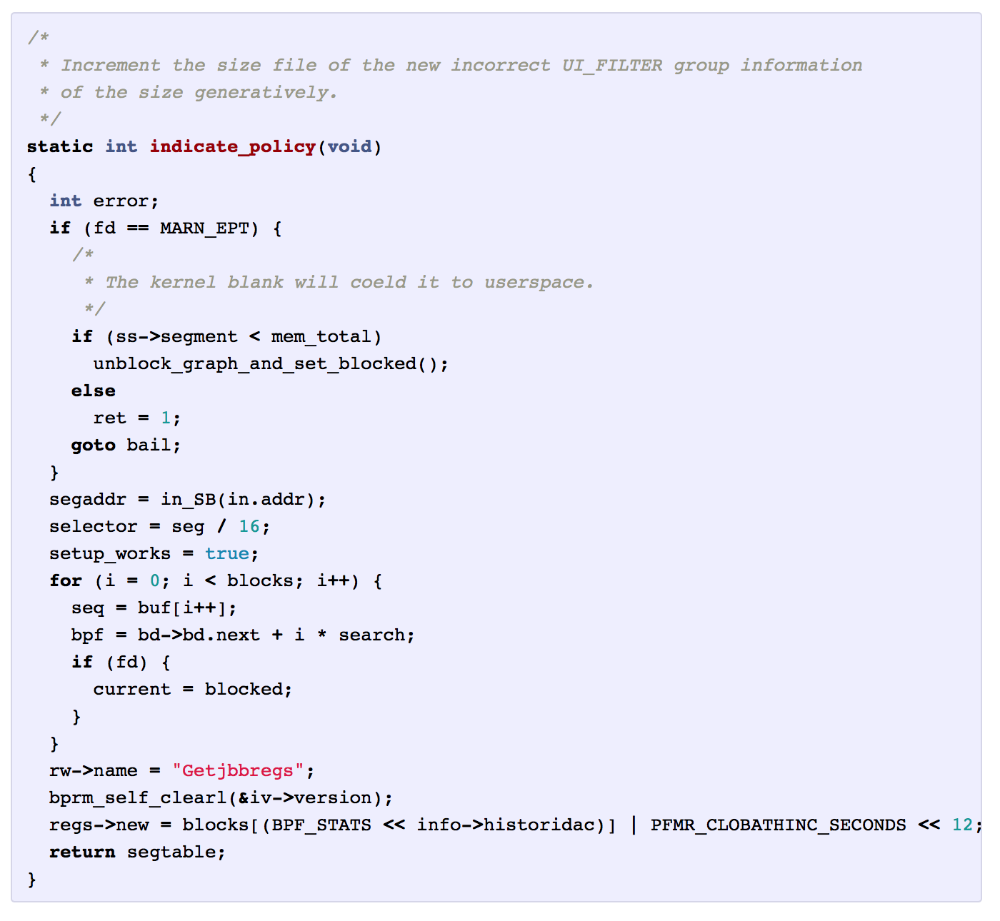 /*
 * Increment the size file of the new incorrect UI_FILTER group information
 * of the size generatively.
 */
static int indicate_policy(void)
{
  int error;
  if (fd == MARN_EPT) {
    /*
     * The kernel blank will coeld it to userspace.
     */
    if (ss->segment < mem_total)
      unblock_graph_and_set_blocked();
    else
      ret = 1;
    goto bail;
  }
  segaddr = in_SB(in.addr);
  selector = seg / 16;
  setup_works = true;
  for (i = 0; i < blocks; i++) {
    seq = buf[i++];
    bpf = bd->bd.next + i * search;
    if (fd) {
      current = blocked;
    }
  }
  rw->name = "Getjbbregs";
  bprm_self_clearl(&iv->version);
  regs->new = blocks[(BPF_STATS << info->historidac)] | PFMR_CLOBATHINC_SECONDS << 12;
  return segtable;
}